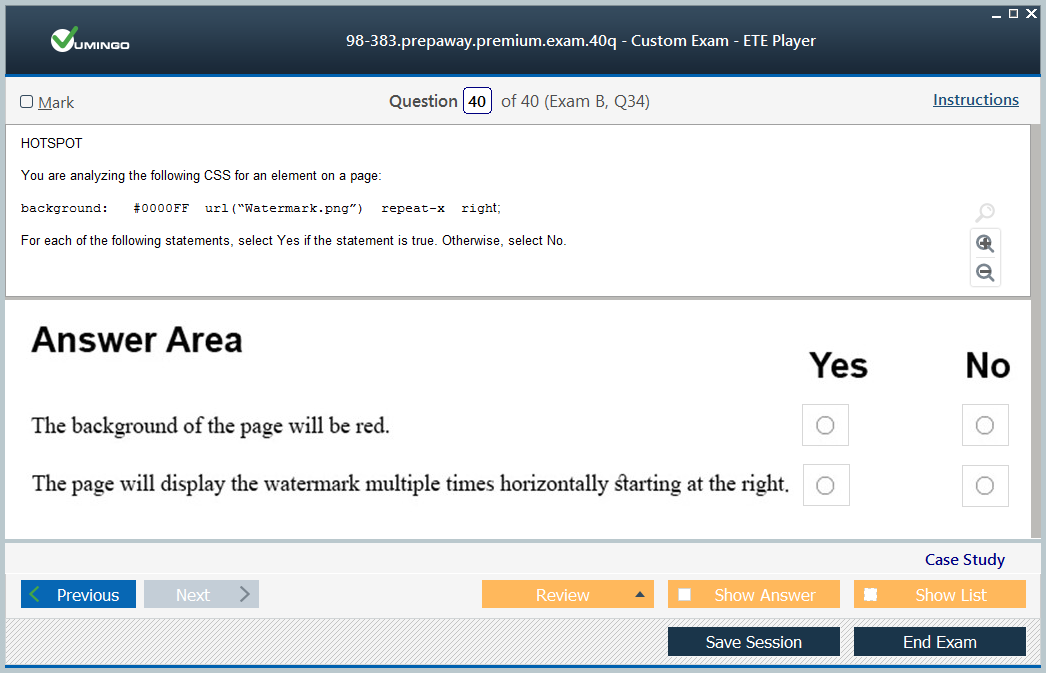 VUMINGO
98-383.prepaway.premium.exam.40q - Custom Exam - ETE Player
Mark
Question 40 of 40 (Exam B, Q34)
Instructions
HOTSPOT
You are analyzing the following CSS for an element on a page:
background: #0000FF url(“Watermark.png”) repeat-x right;
For each of the following statements, select Yes if the statement is true. Otherwise, select No.
Answer Area
Yes No
The background of the page will be red.
The page will display the watermark multiple times horizontally starting at the right.
Case Study
Previous Next Review Show Answer Show List
Save Session End Exam